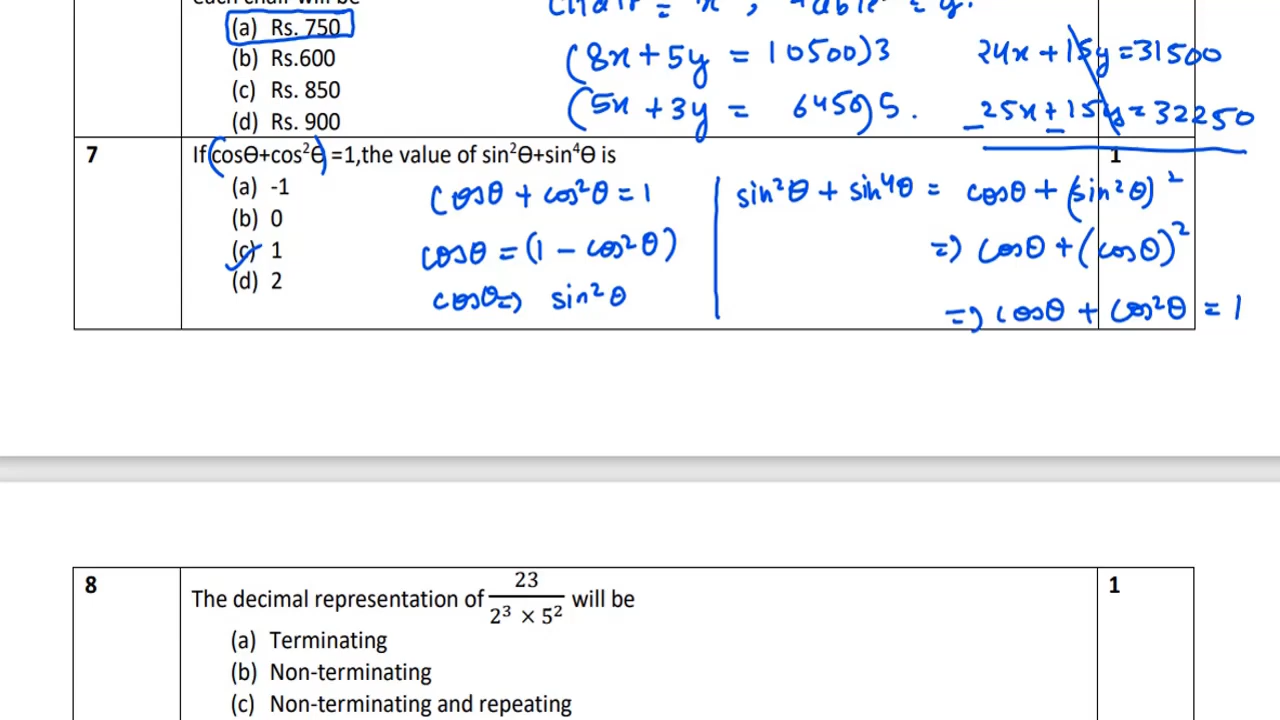 (a) Rs. 750
(b) Rs.600
(c) Rs. 850
(d) Rs. 900
(8x + 5y = 10500)3
(5x + 3y = 6450)5.
24x + 15y = 31500
25x + 15y = 32250
7
If cosϴ+cos²ϴ =1,the value of sin²ϴ+sin⁴ϴ is
1
(a) -1
(b) 0
(c) 1
(d) 2
cosθ + cos²θ = 1
cosθ = (1 - cos²θ)
cosθ => sin²θ
sin²θ + sin⁴θ = cosθ + (sin²θ)²
=> cosθ + (cosθ)²
=> cosθ + cos²θ = 1
8
The decimal representation of 23/(2³ × 5²) will be
1
(a) Terminating
(b) Non-terminating
(c) Non-terminating and repeating